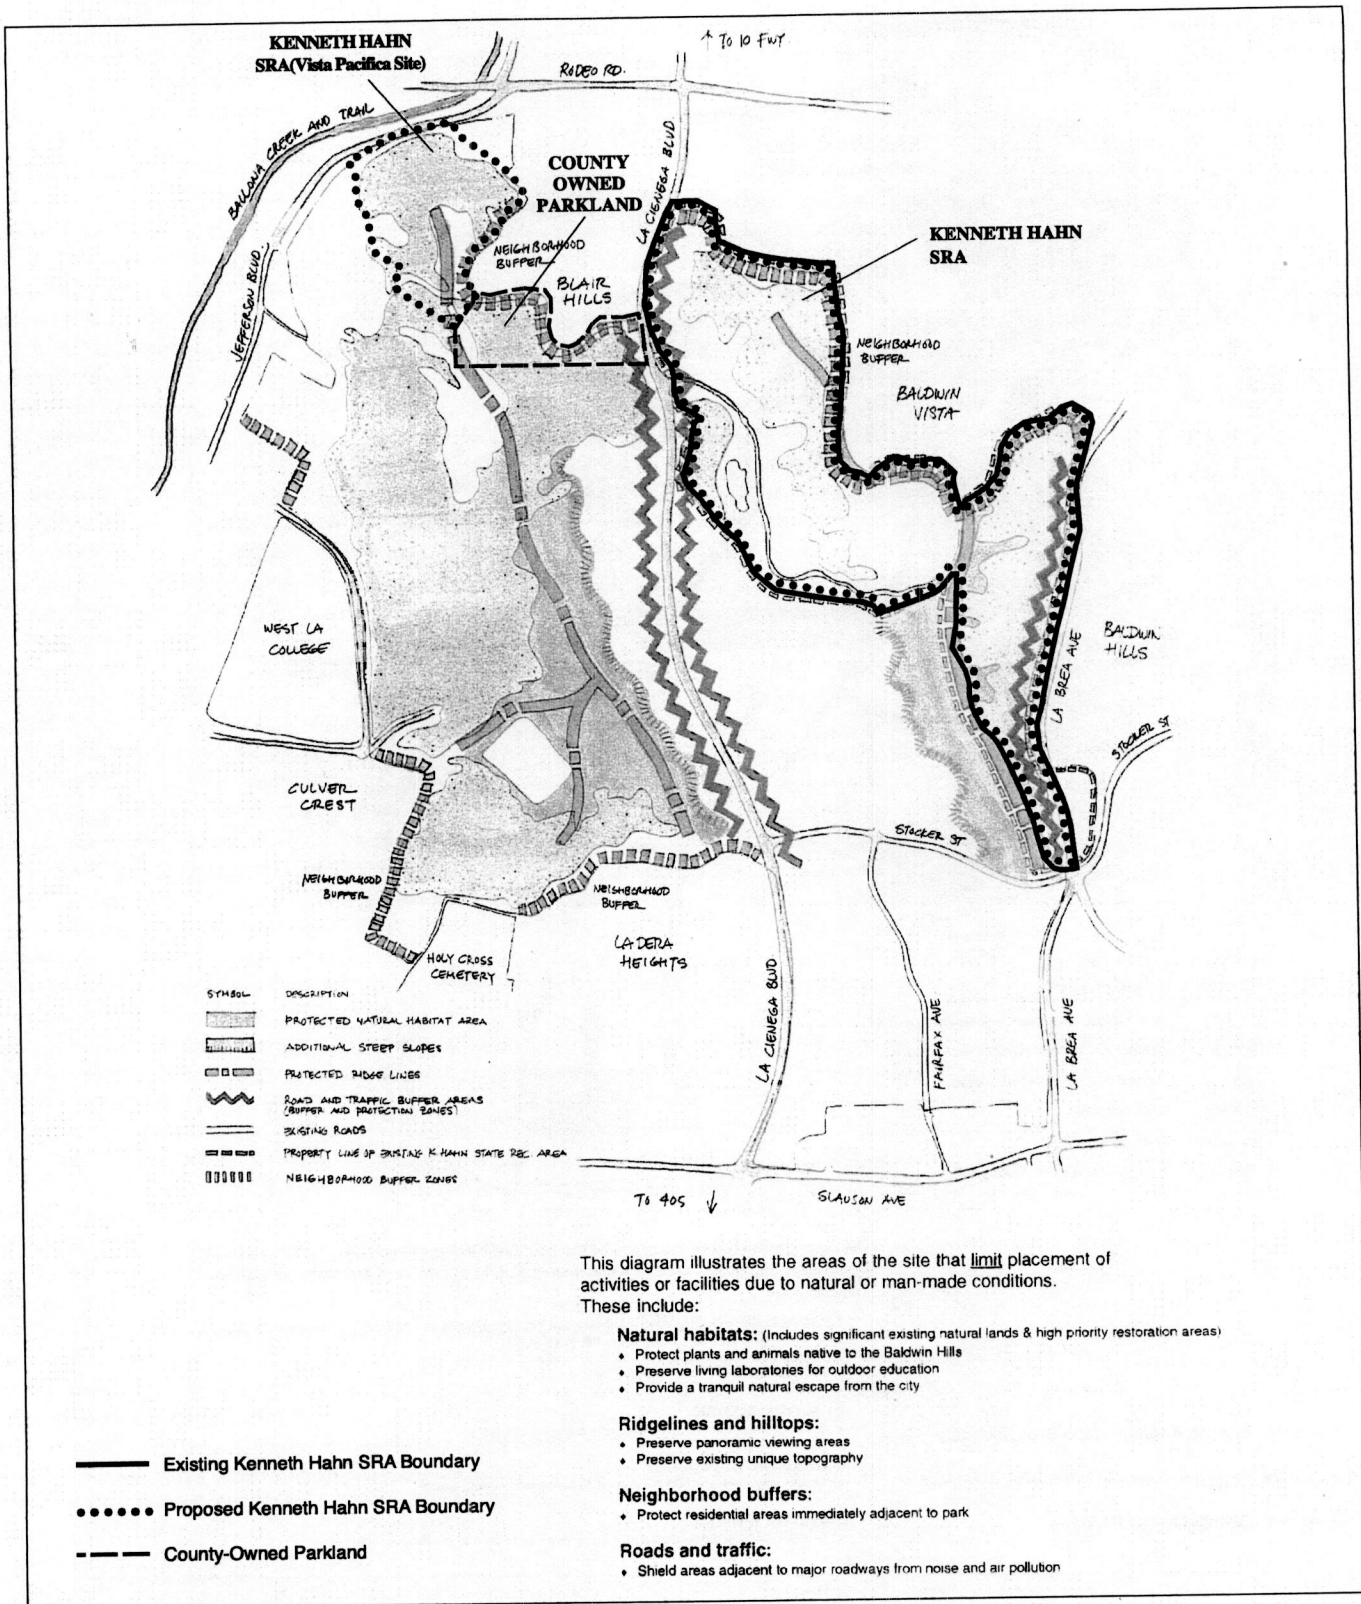 ↑ TO 10 FWY.
KENNETH HAHN
SRA(Vista Pacifica Site)
RODEO RD.
BALLONA CREEK AND TRAIL
LA CIENEGA BLVD
COUNTY
OWNED
PARKLAND
KENNETH HAHN
SRA
NEIGHBORHOOD
BUFFER
BLAIR
HILLS
JEFFERSON BLVD.
NEIGHBORHOOD
BUFFER
BALDWIN
VISTA
WEST LA
COLLEGE
BALDWIN
HILLS
LA BREA AVE
STOCKER ST
CULVER
CREST
STOCKER ST
NEIGHBORHOOD
BUFFER
NEIGHBORHOOD
BUFFER
LADERA
HEIGHTS
HOLY CROSS
CEMETERY
LA CIENEGA BLVD
FAIRFAX AVE
LA BREA AVE
SYMBOL DESCRIPTION
PROTECTED NATURAL HABITAT AREA
ADDITIONAL STEEP SLOPES
PROTECTED RIDGE LINES
ROAD AND TRAFFIC BUFFER AREAS
(BUFFER AND PROTECTION ZONES)
EXISTING ROADS
PROPERTY LINE OF EXISTING K. HAHN STATE REC. AREA
NEIGHBORHOOD BUFFER ZONES
TO 405 ↓
SLAUSON AVE
This diagram illustrates the areas of the site that limit placement of
activities or facilities due to natural or man-made conditions.
These include:
Natural habitats: (Includes significant existing natural lands & high priority restoration areas)
♦ Protect plants and animals native to the Baldwin Hills
♦ Preserve living laboratories for outdoor education
♦ Provide a tranquil natural escape from the city
Ridgelines and hilltops:
♦ Preserve panoramic viewing areas
♦ Preserve existing unique topography
Neighborhood buffers:
♦ Protect residential areas immediately adjacent to park
Roads and traffic:
♦ Shield areas adjacent to major roadways from noise and air pollution
Existing Kenneth Hahn SRA Boundary
Proposed Kenneth Hahn SRA Boundary
County-Owned Parkland